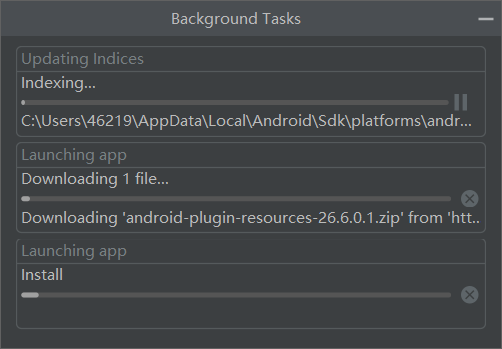 Background Tasks
Updating Indices
Indexing...
C:\Users\46219\AppData\Local\Android\Sdk\platforms\andr...
Launching app
Downloading 1 file...
Downloading 'android-plugin-resources-26.6.0.1.zip' from 'htt..
Launching app
Install